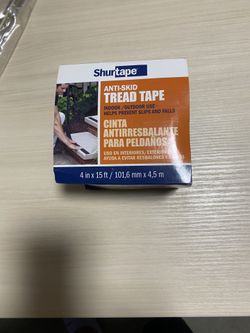 Shurtape
ANTI-SKID
TREAD TAPE
INDOOR / OUTDOOR USE
HELPS PREVENT SLIPS AND FALLS
CINTA
ANTIRRESBALANTE
PARA PELDAÑOS
USO EN INTERIORES / EXTERIORES
AYUDA A EVITAR RESBALONES
4 in x 15 ft / 101,6 mm x 4,5 m